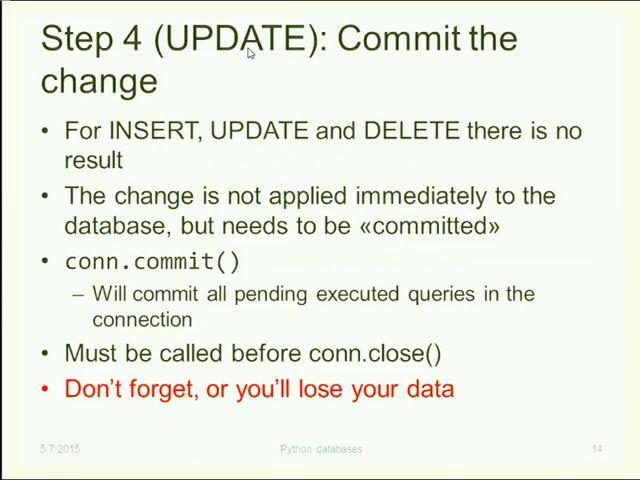 Step 4 (UPDATE): Commit the
change
• For INSERT, UPDATE and DELETE there is no
result
• The change is not applied immediately to the
database, but needs to be «committed»
• conn.commit()
– Will commit all pending executed queries in the
connection
• Must be called before conn.close()
• Don't forget, or you'll lose your data
5/7/2015 Python databases 14